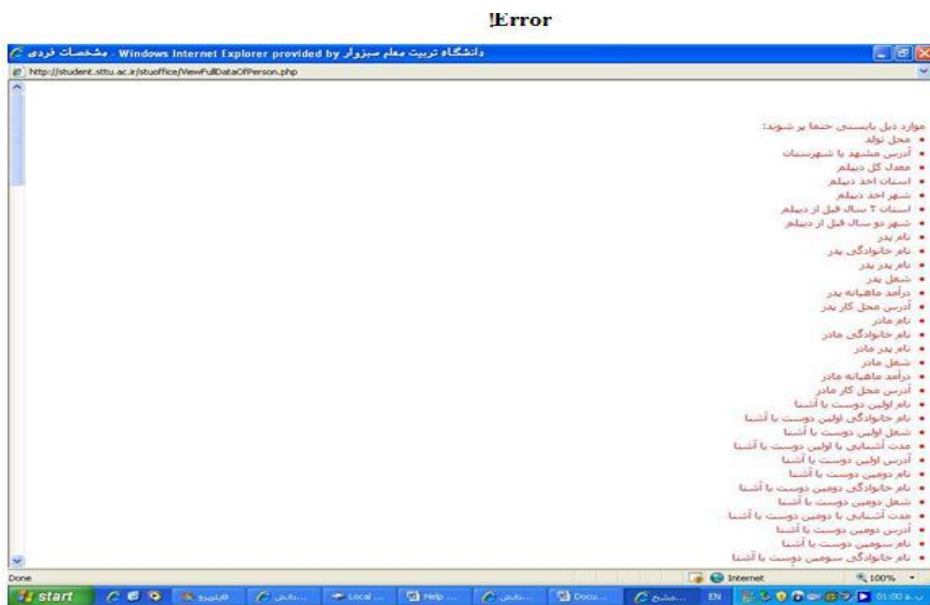 !Error
مشخصات فردی - Windows Internet Explorer provided by دانشگاه تربیت معلم سبزوار
http://student.sttu.ac.ir/stuoffice/ViewFullDataOfPerson.php
موارد ذیل بایستی حتما پر شوند:
محل تولد
آدرس مشهد یا شهرستان
معدل کل دیپلم
استان اخذ دیپلم
شهر اخذ دیپلم
استان ۲ سال قبل از دیپلم
شهر دو سال قبل از دیپلم
نام پدر
نام خانوادگی پدر
نام پدر پدر
شغل پدر
درآمد ماهیانه پدر
آدرس محل کار پدر
نام مادر
نام خانوادگی مادر
نام پدر مادر
شغل مادر
درآمد ماهیانه مادر
آدرس محل کار مادر
نام اولین دوست یا آشنا
نام خانوادگی اولین دوست یا آشنا
شغل اولین دوست یا آشنا
مدت آشنایی با اولین دوست یا آشنا
آدرس اولین دوست یا آشنا
نام دومین دوست یا آشنا
نام خانوادگی دومین دوست یا آشنا
شغل دومین دوست یا آشنا
مدت آشنایی با دومین دوست یا آشنا
آدرس دومین دوست یا آشنا
نام سومین دوست یا آشنا
نام خانوادگی سومین دوست یا آشنا
Done Internet 100%
start Local ... Help ... Docu... EN 01:00 ب.ظ